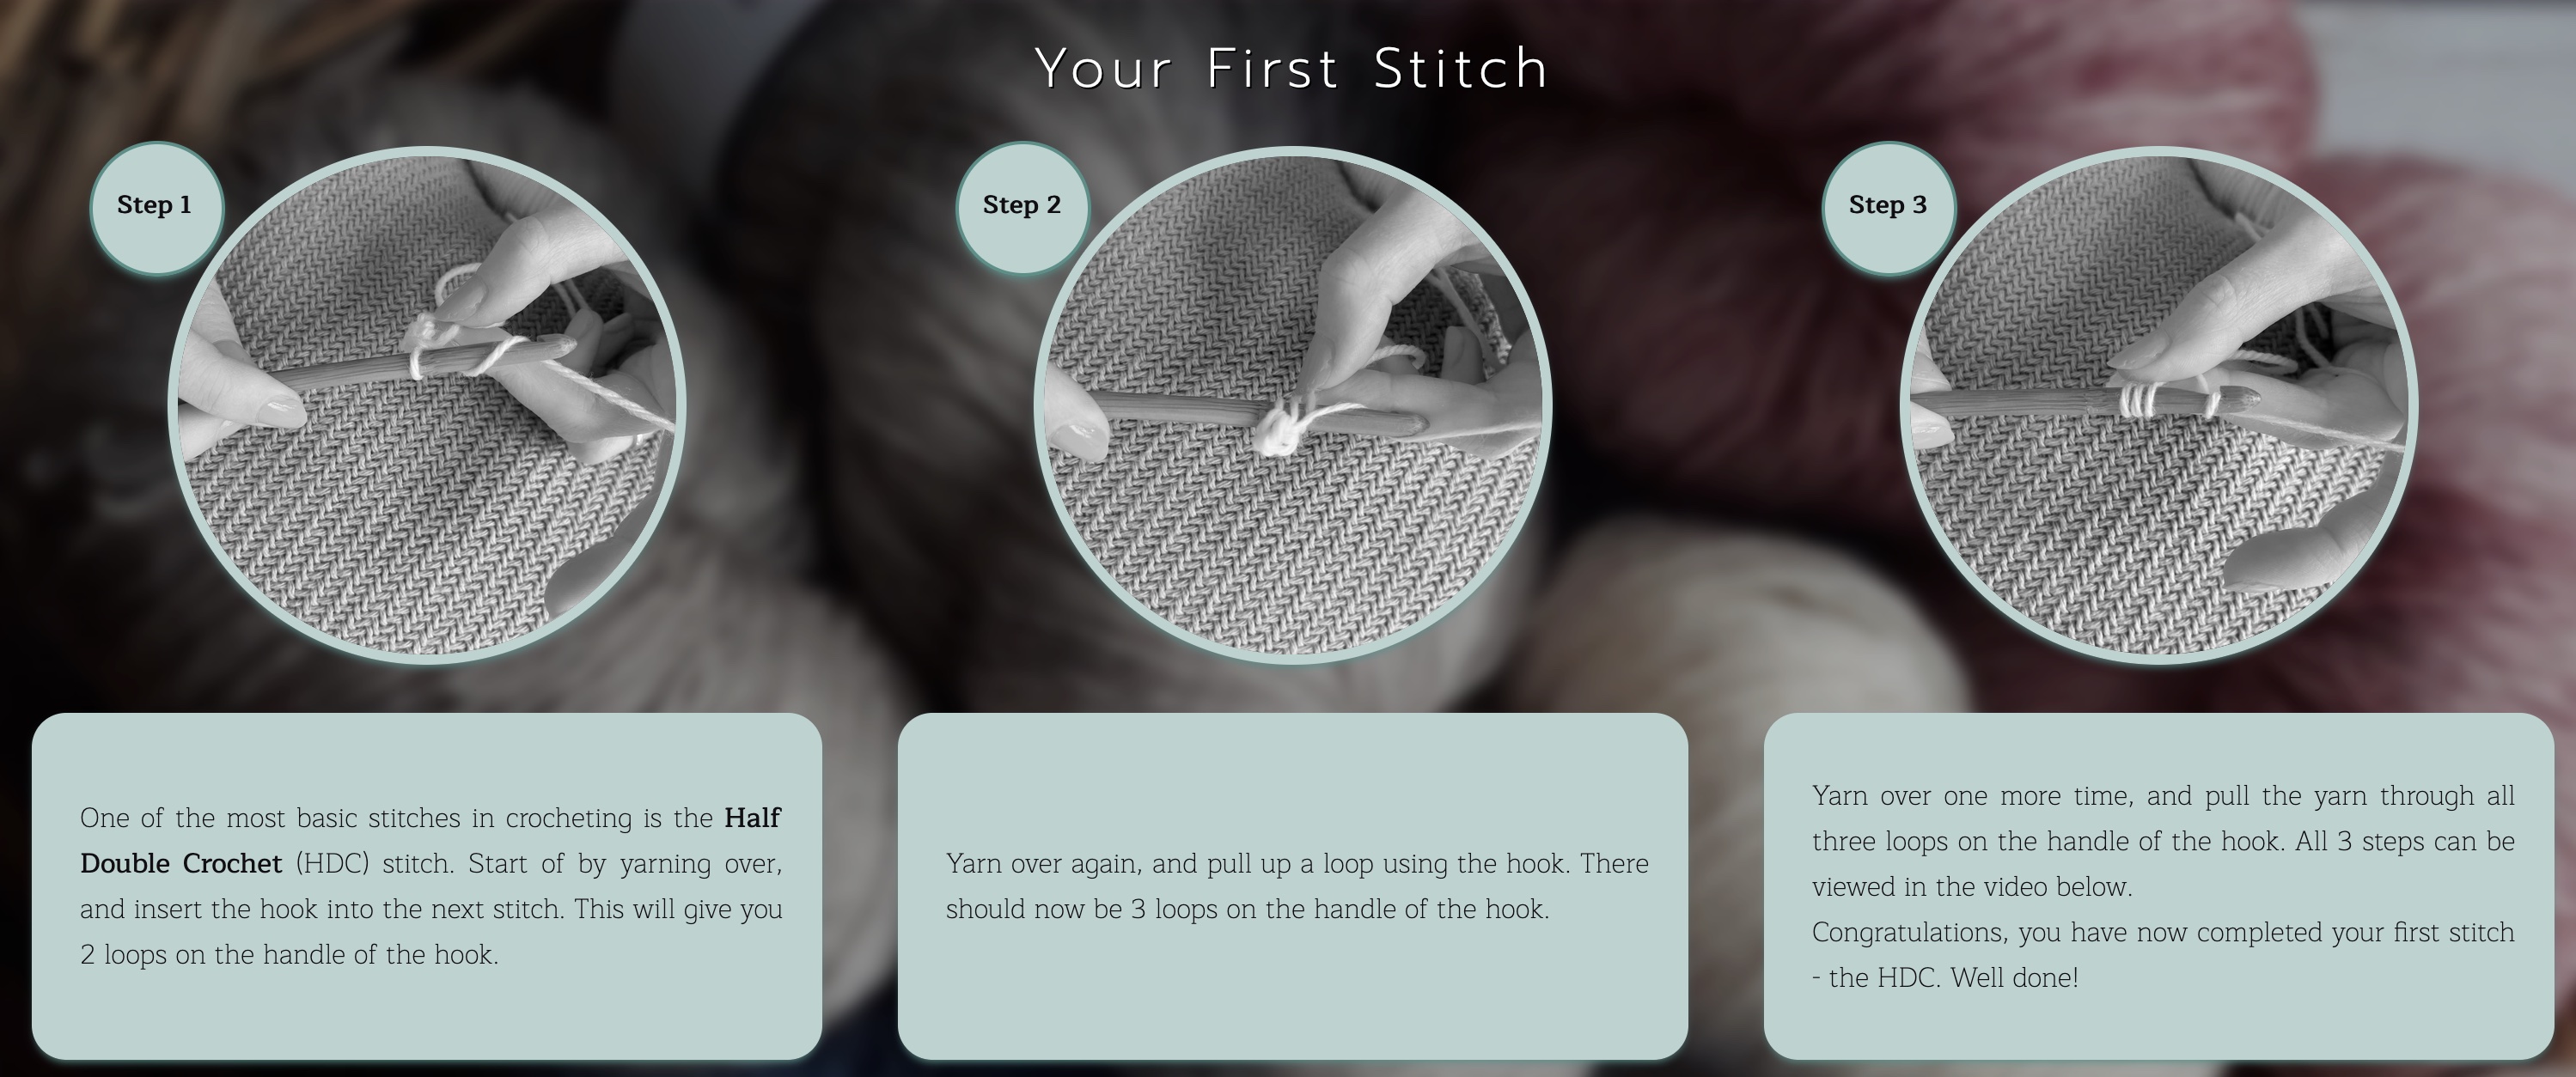 Your First Stitch
Step 1
Step 2
Step 3
One of the most basic stitches in crocheting is the Half
Double Crochet (HDC) stitch. Start of by yarning over,
and insert the hook into the next stitch. This will give you
2 loops on the handle of the hook.
Yarn over again, and pull up a loop using the hook. There
should now be 3 loops on the handle of the hook.
Yarn over one more time, and pull the yarn through all
three loops on the handle of the hook. All 3 steps can be
viewed in the video below.
Congratulations, you have now completed your first stitch
- the HDC. Well done!